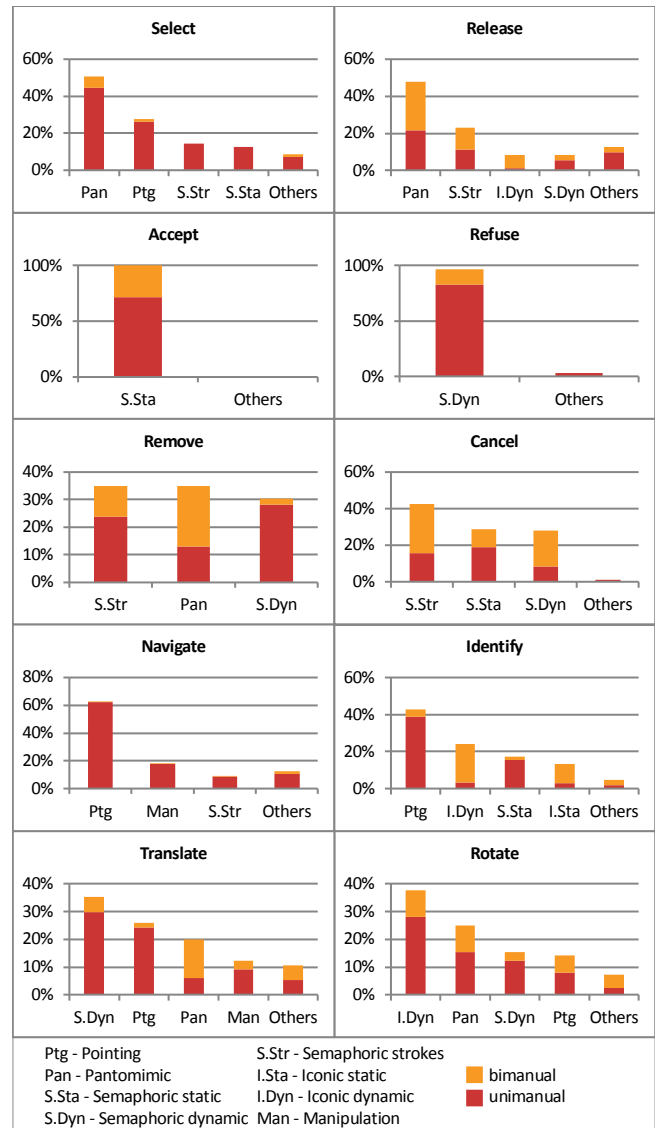 Select
60%
40%
20%
0%
Pan Ptg S.Str S.Sta Others
Release
60%
40%
20%
0%
Pan S.Str I.Dyn S.Dyn Others
Accept
100%
50%
0%
S.Sta Others
Refuse
100%
50%
0%
S.Dyn Others
Remove
40%
30%
20%
10%
0%
S.Str Pan S.Dyn
Cancel
60%
40%
20%
0%
S.Str S.Sta S.Dyn Others
Navigate
80%
60%
40%
20%
0%
Ptg Man S.Str Others
Identify
60%
40%
20%
0%
Ptg I.Dyn S.Sta I.Sta Others
Translate
40%
30%
20%
10%
0%
S.Dyn Ptg Pan Man Others
Rotate
40%
30%
20%
10%
0%
I.Dyn Pan S.Dyn Ptg Others
Ptg - Pointing S.Str - Semaphoric strokes
Pan - Pantomimic I.Sta - Iconic static bimanual
S.Sta - Semaphoric static I.Dyn - Iconic dynamic unimanual
S.Dyn - Semaphoric dynamic Man - Manipulation